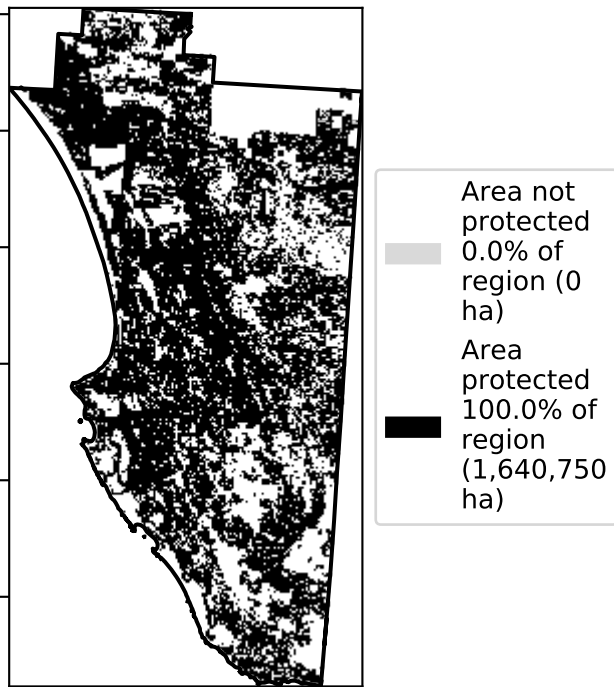 Area not
protected
0.0% of
region (0
ha)
Area
protected
100.0% of
region
(1,640,750
ha)